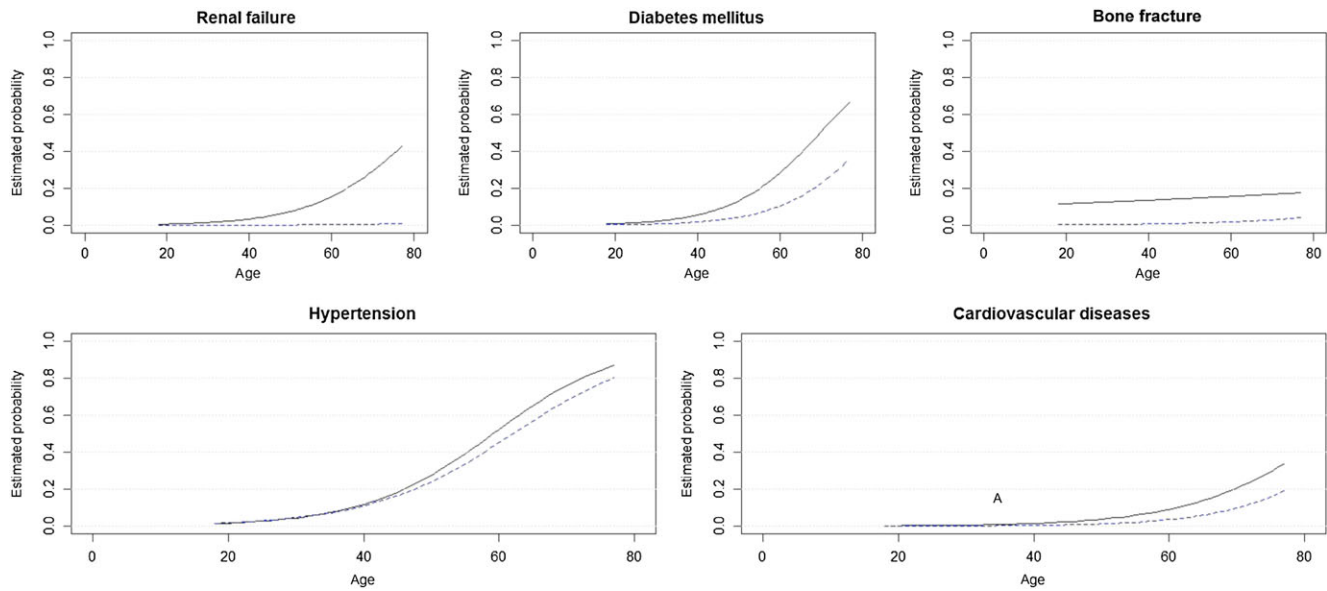 Renal failure
Estimated probability
0.0 0.2 0.4 0.6 0.8 1.0
0 20 40 60 80
Age
Diabetes mellitus
Estimated probability
0.0 0.2 0.4 0.6 0.8 1.0
0 20 40 60 80
Age
Bone fracture
Estimated probability
0.0 0.2 0.4 0.6 0.8 1.0
0 20 40 60 80
Age
Hypertension
Estimated probability
0.0 0.2 0.4 0.6 0.8 1.0
0 20 40 60 80
Age
Cardiovascular diseases
Estimated probability
0.0 0.2 0.4 0.6 0.8 1.0
A
0 20 40 60 80
Age